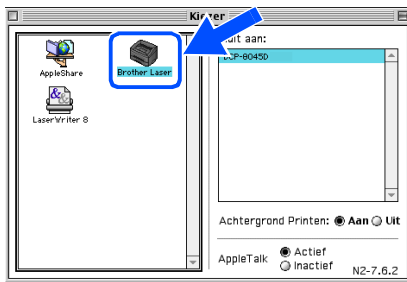 Kiezer
AppleShare
Brother Laser
LaserWriter 8
uit aan:
DCP-8045D
Achtergrond Printen: Aan Uit
AppleTalk
Actief
Inactief
N2-7.6.2